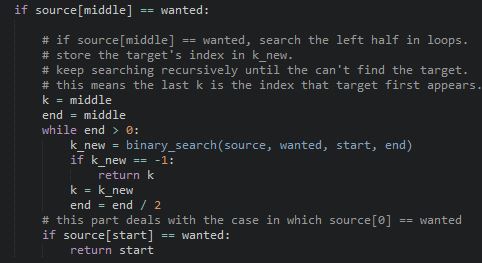 if source[middle] == wanted:
# if source[middle] == wanted, search the left half in loops.
# store the target's index in k_new.
# keep searching recursively until the can't find the target.
# this means the last k is the index that target first appears.
k = middle
end = middle
while end > 0:
k_new = binary_search(source, wanted, start, end)
if k_new == -1:
return k
k = k_new
end = end / 2
# this part deals with the case in which source[0] == wanted
if source[start] == wanted:
return start